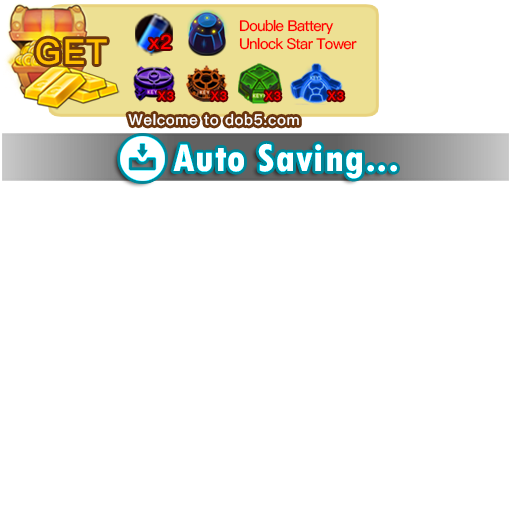 GET
x2
Double Battery
Unlock Star Tower
KEY X3
KEY X3
KEY X3
KEY X3
Welcome to dob5.com
Auto Saving...